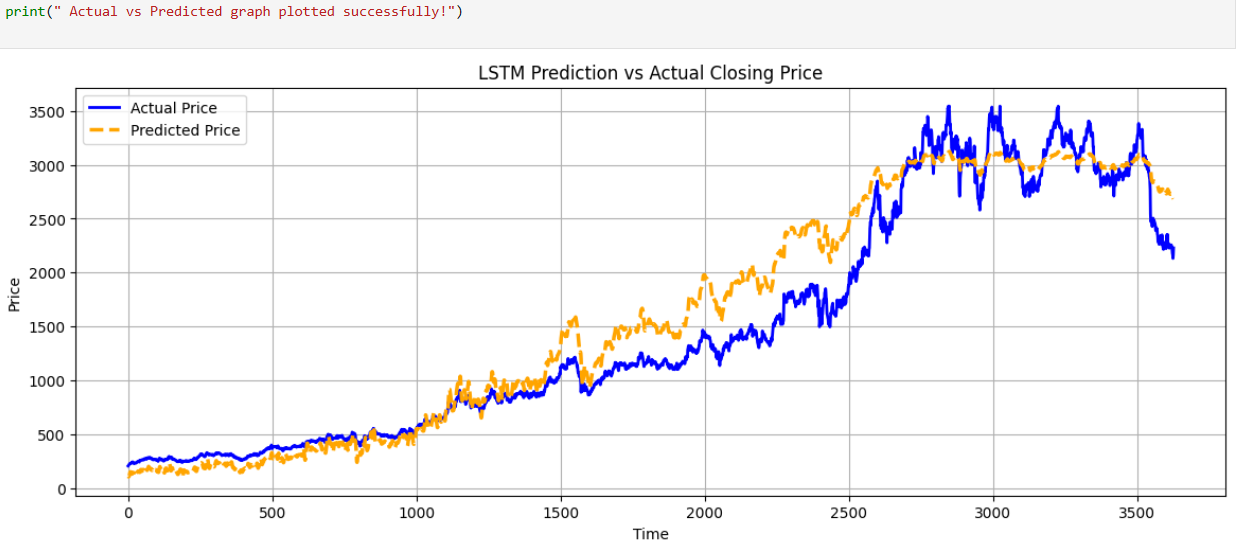 print(" Actual vs Predicted graph plotted successfully!")
LSTM Prediction vs Actual Closing Price
Actual Price
Predicted Price
3500
3000
2500
2000
1500
1000
500
0
Price
0 500 1000 1500 2000 2500 3000 3500
Time